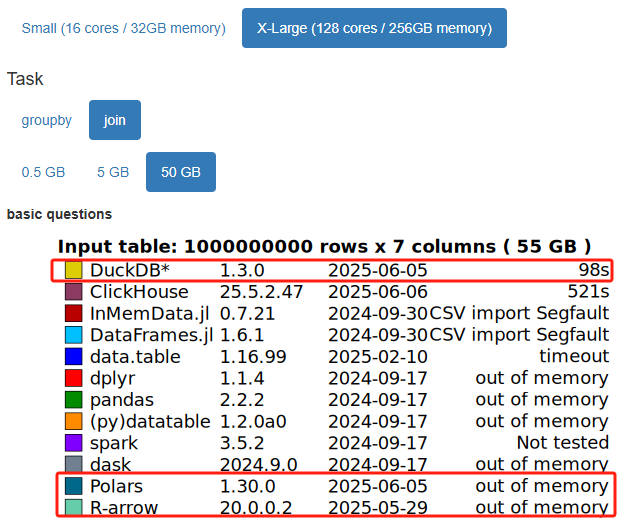 Small (16 cores / 32GB memory) X-Large (128 cores / 256GB memory)
Task
groupby join
0.5 GB 5 GB 50 GB
basic questions
Input table: 1000000000 rows x 7 columns ( 55 GB )
DuckDB* 1.3.0 2025-06-05 98s
ClickHouse 25.5.2.47 2025-06-06 521s
InMemData.jl 0.7.21 2024-09-30 CSV import Segfault
DataFrames.jl 1.6.1 2024-09-30 CSV import Segfault
data.table 1.16.99 2025-02-10 timeout
dplyr 1.1.4 2024-09-17 out of memory
pandas 2.2.2 2024-09-17 out of memory
(py)datatable 1.2.0a0 2024-09-17 out of memory
spark 3.5.2 2024-09-17 Not tested
dask 2024.9.0 2024-09-17 out of memory
Polars 1.30.0 2025-06-05 out of memory
R-arrow 20.0.0.2 2025-05-29 out of memory